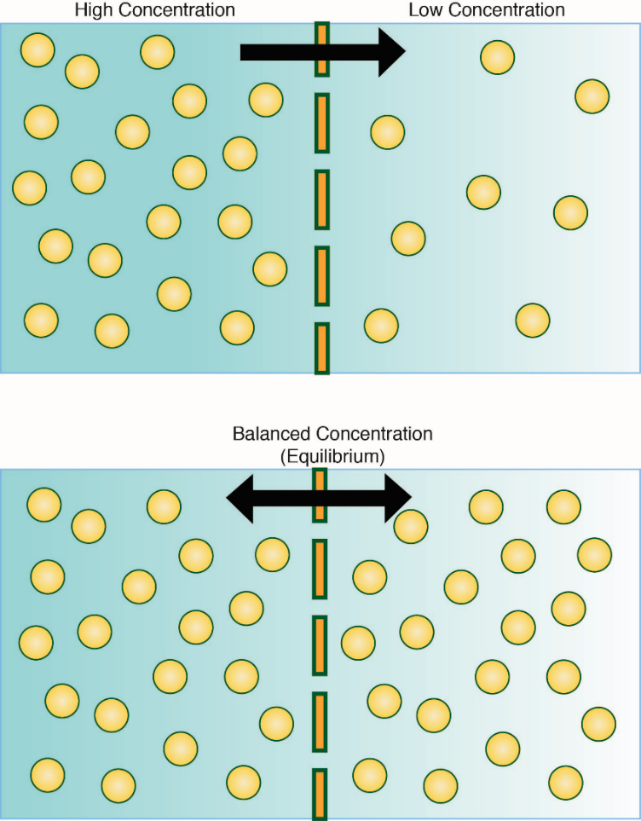 High Concentration
Low Concentration
Balanced Concentration
(Equilibrium)